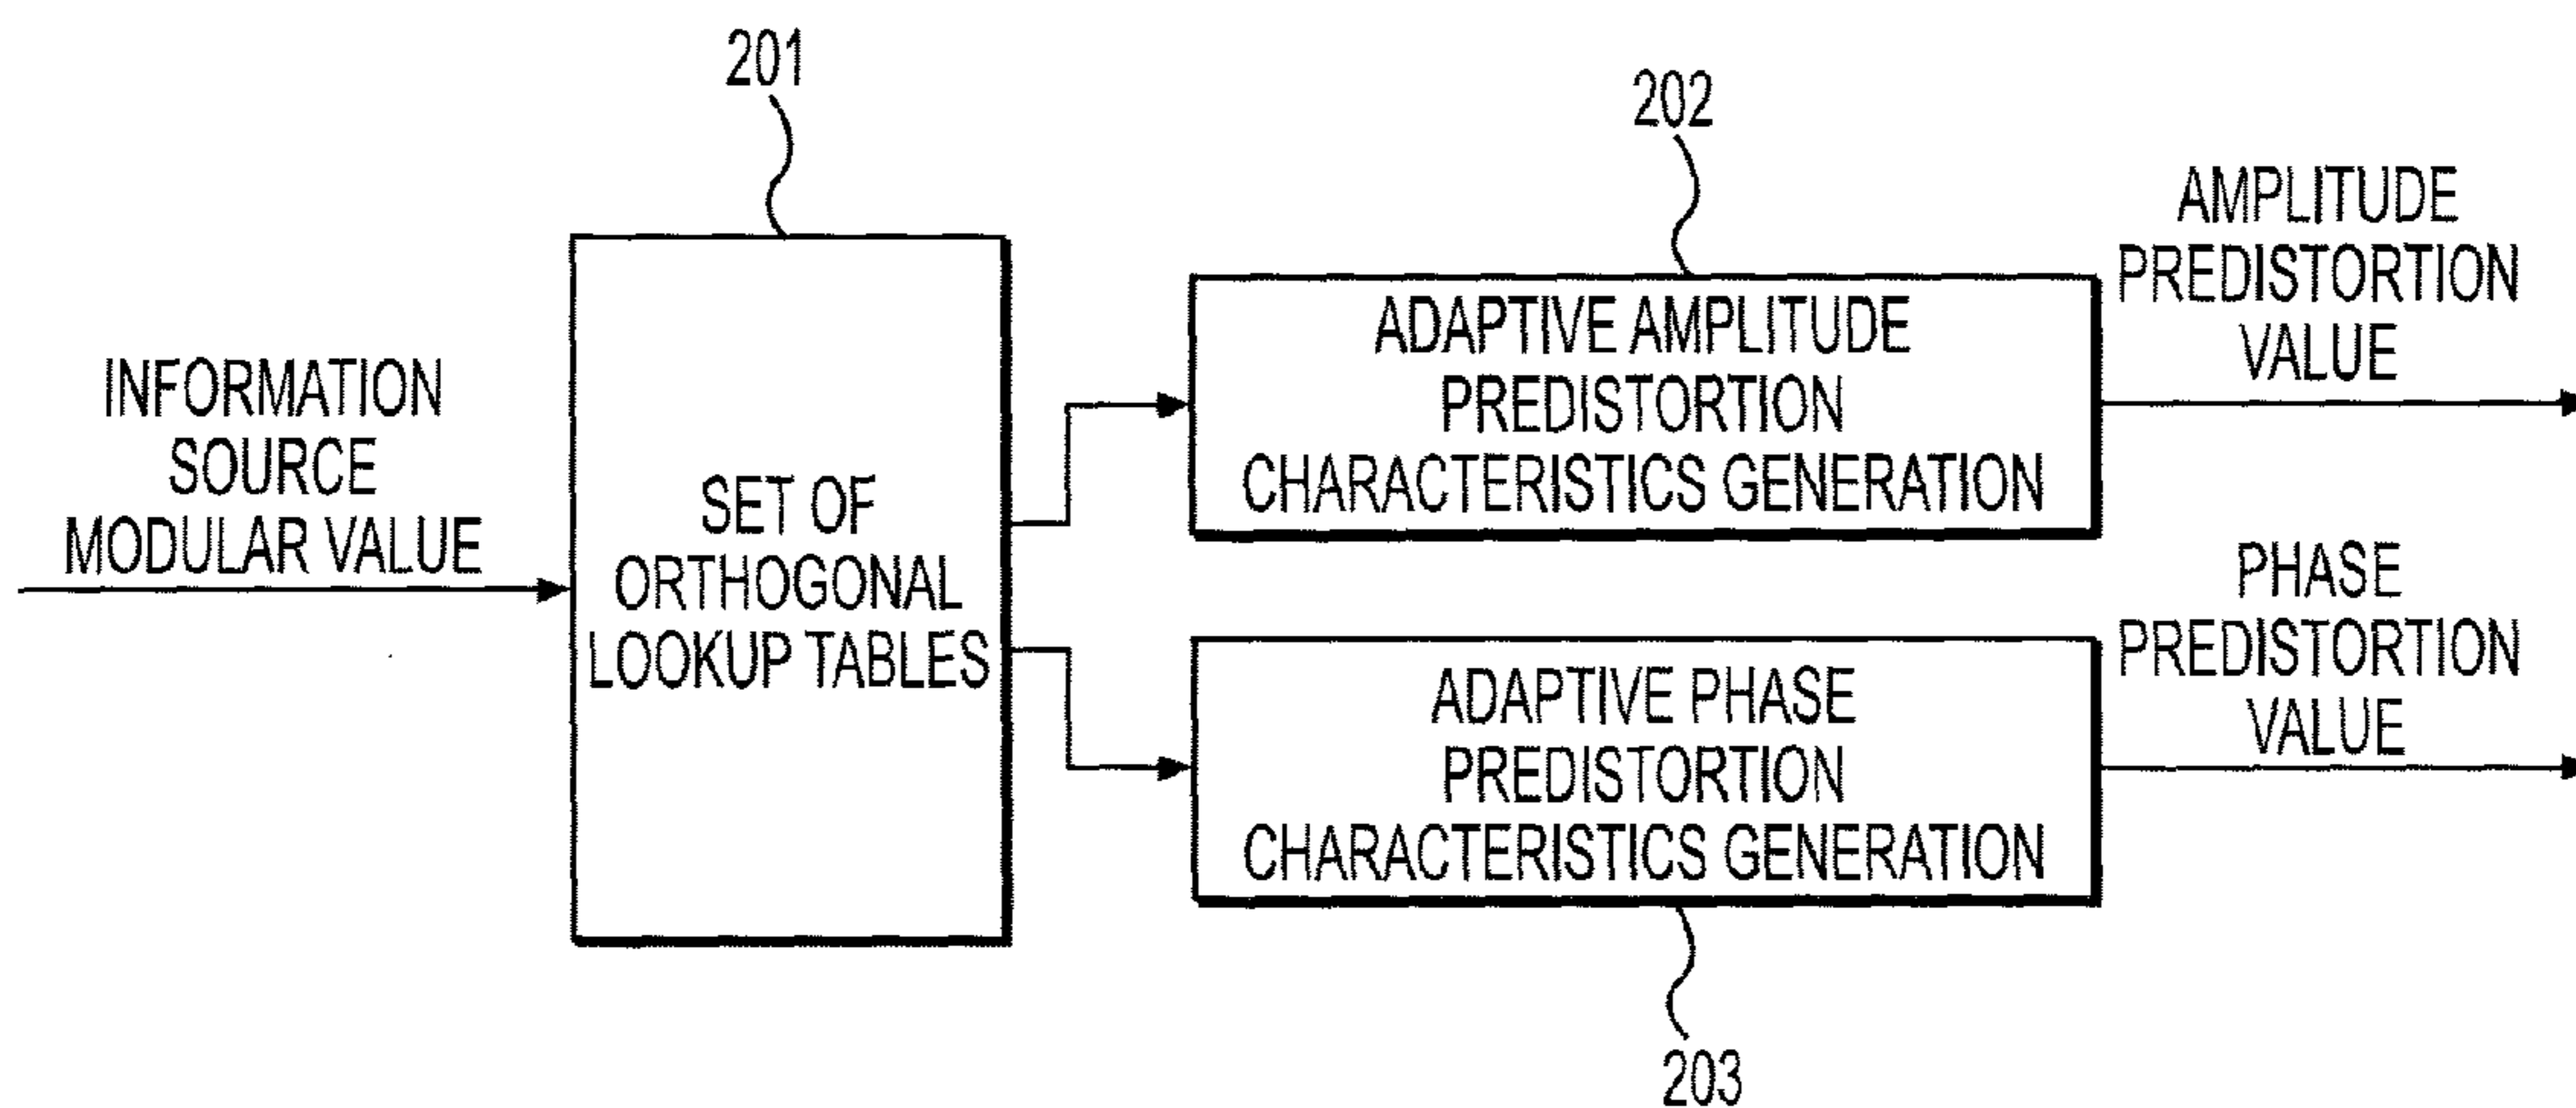 201
202
AMPLITUDE
PREDISTORTION
VALUE
INFORMATION
SOURCE
MODULAR VALUE
SET OF
ORTHOGONAL
LOOKUP TABLES
ADAPTIVE AMPLITUDE
PREDISTORTION
CHARACTERISTICS GENERATION
PHASE
PREDISTORTION
VALUE
ADAPTIVE PHASE
PREDISTORTION
CHARACTERISTICS GENERATION
203